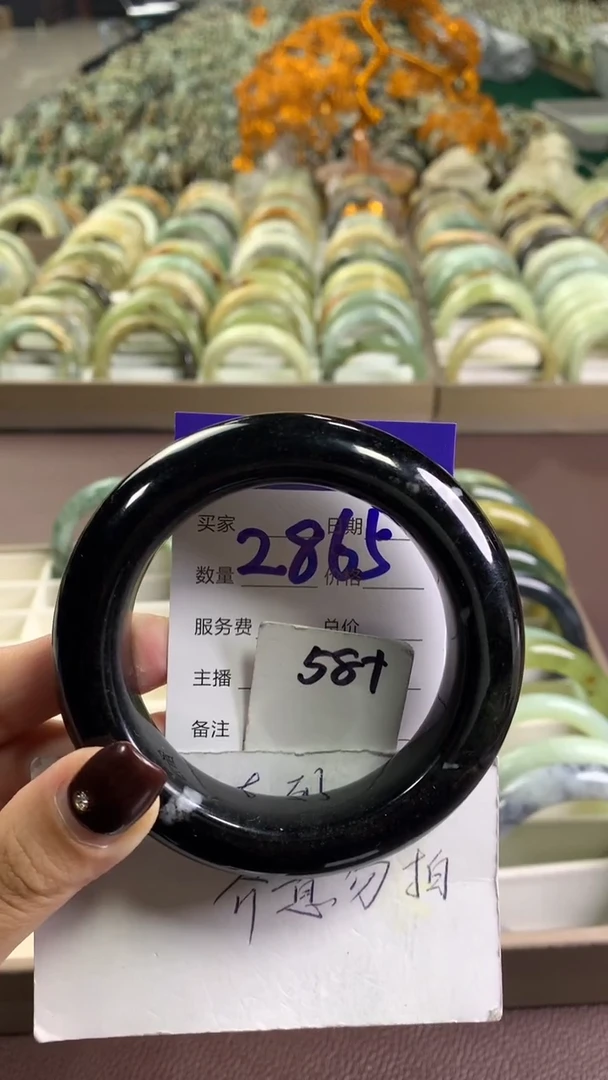 买家 日期
2865
数量 价格
服务费 总价
58+
主播
备注
介意勿拍